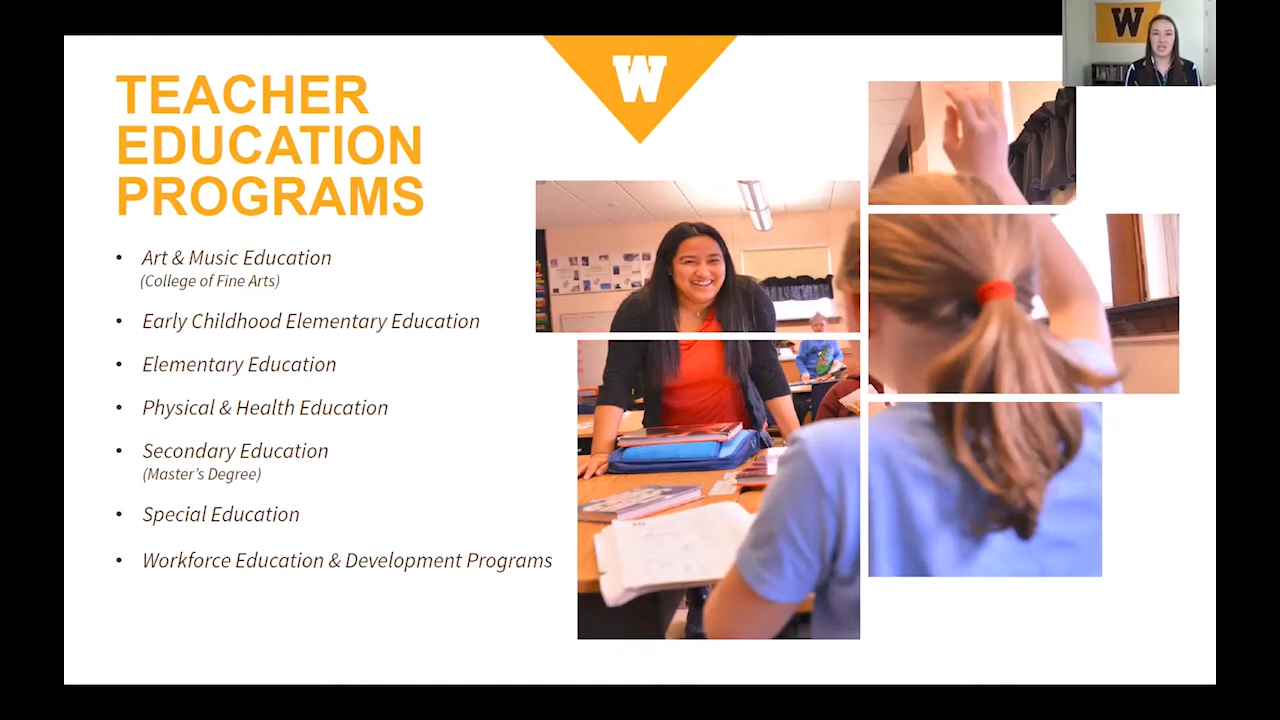 W
W
TEACHER
EDUCATION
PROGRAMS
• Art & Music Education
(College of Fine Arts)
• Early Childhood Elementary Education
• Elementary Education
• Physical & Health Education
• Secondary Education
(Master's Degree)
• Special Education
• Workforce Education & Development Programs